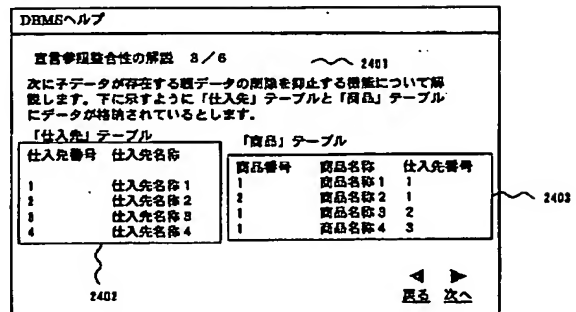 DBMSヘルプ
宣言参照整合性の解説 3／6
2401
次に子データが存在する親データの削除を抑止する機能について解
説します。下に示すように「仕入先」テーブルと「商品」テーブル
にデータが格納されているとします。
「仕入先」テーブル
仕入先番号 仕入先名称
1 仕入先名称1
2 仕入先名称2
3 仕入先名称3
4 仕入先名称4
「商品」テーブル
商品番号 商品名称 仕入先番号
1 商品名称1 1
2 商品名称2 1
1 商品名称3 2
1 商品名称4 3
2403
2402
戻る 次へ